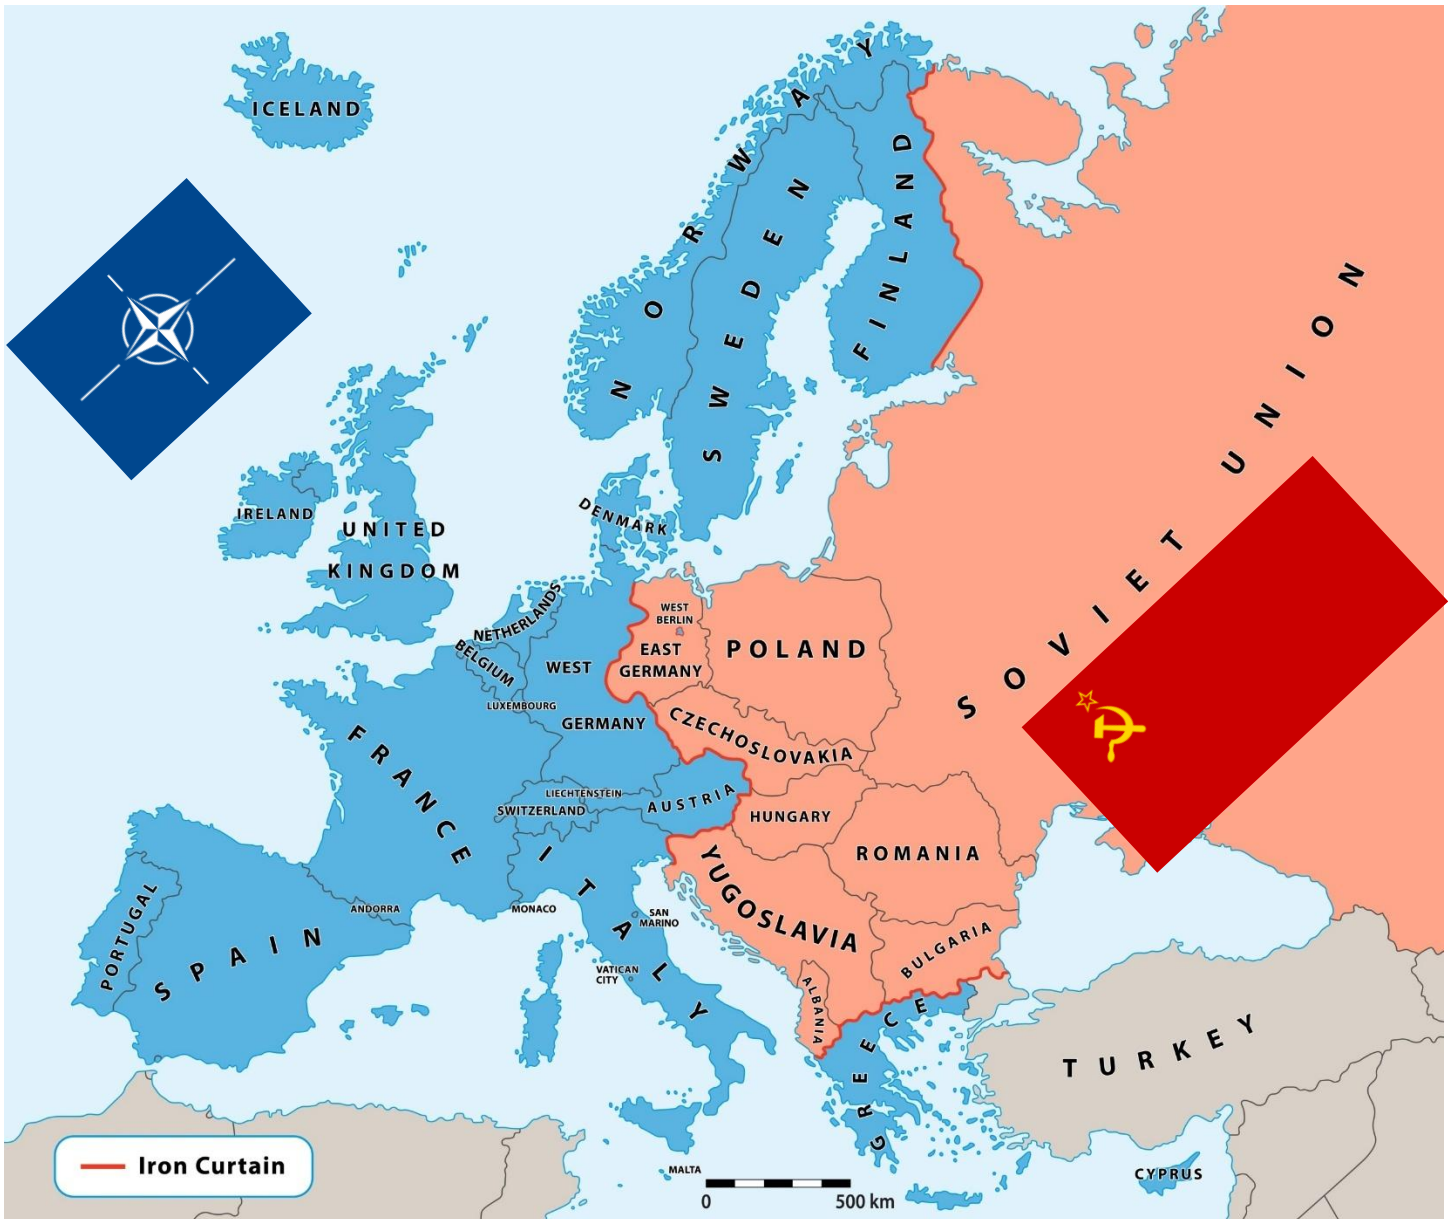 ICELAND
NORWAY
SWEDEN
FINLAND
SOVIET UNION
IRELAND
UNITED
KINGDOM
DENMARK
NETHERLANDS
BELGIUM
LUXEMBOURG
WEST
GERMANY
WEST
BERLIN
EAST
GERMANY
POLAND
CZECHOSLOVAKIA
FRANCE
LIECHTENSTEIN
SWITZERLAND
AUSTRIA
HUNGARY
ROMANIA
YUGOSLAVIA
BULGARIA
ALBANIA
ITALY
SAN
MARINO
VATICAN
CITY
MONACO
ANDORRA
PORTUGAL
SPAIN
GREECE
TURKEY
CYPRUS
MALTA
Iron Curtain
0 500 km